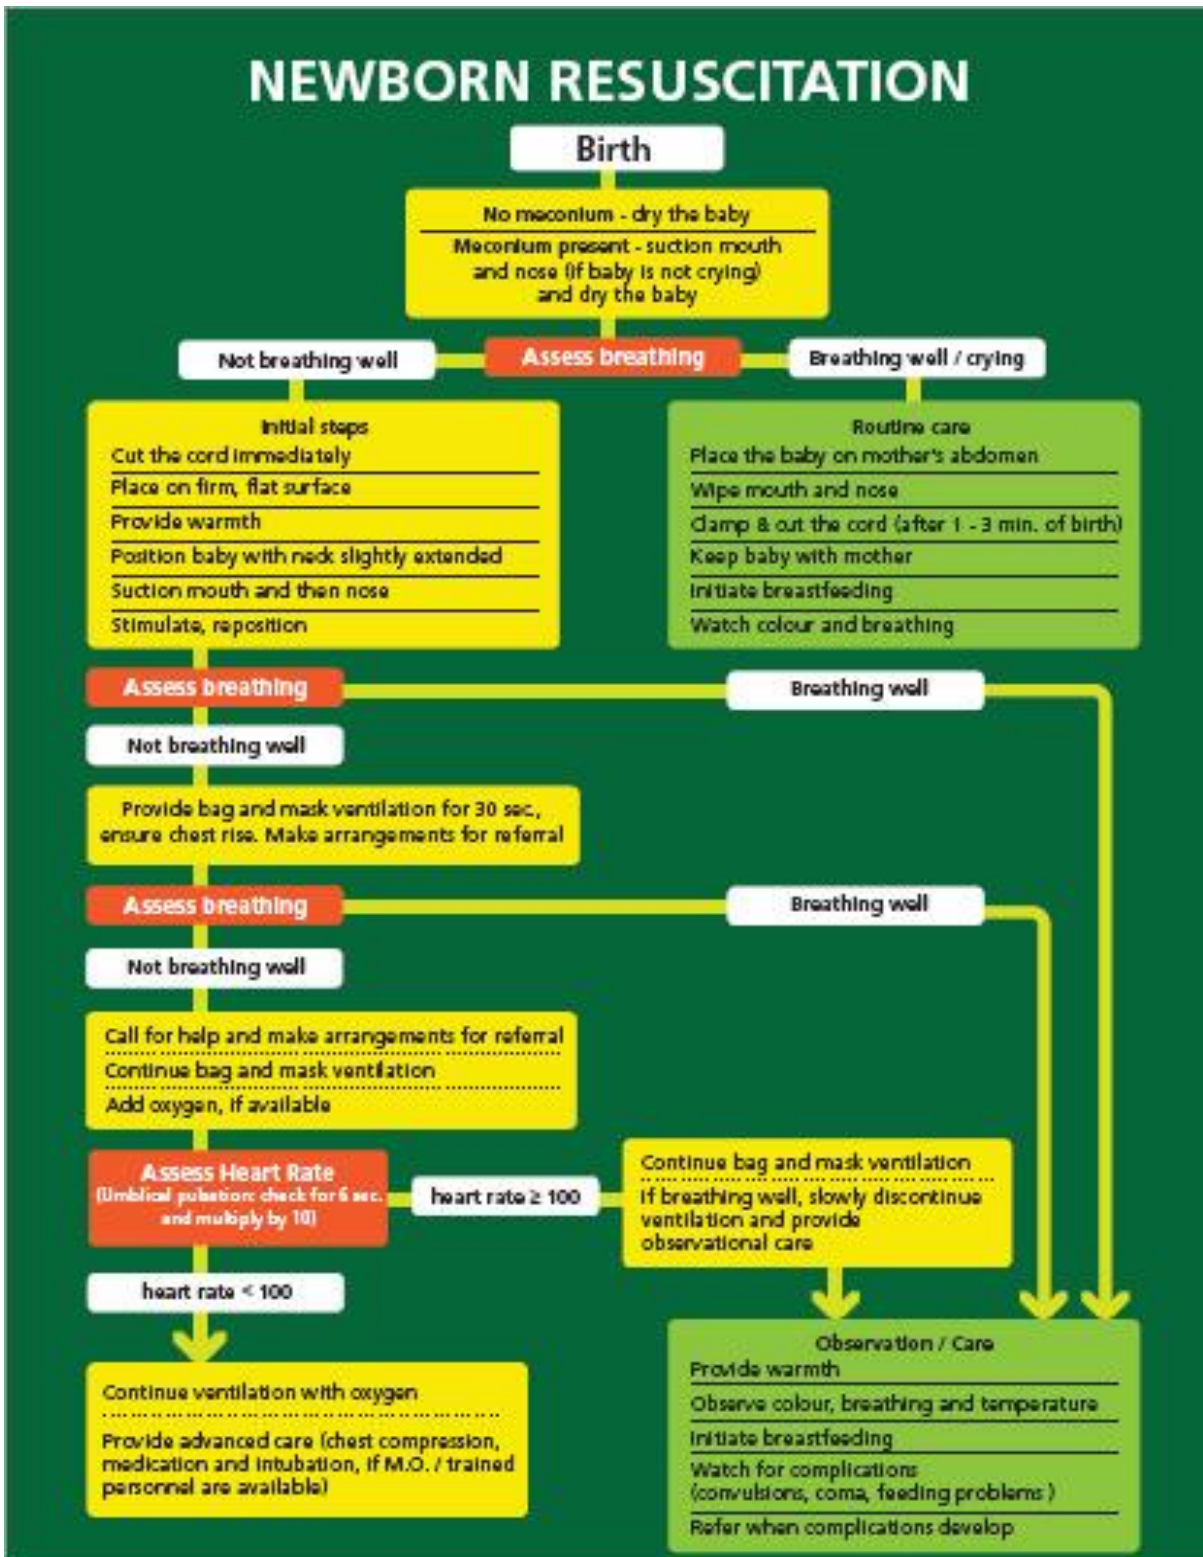 NEWBORN RESUSCITATION
Birth
No meconium - dry the baby
Meconium present - suction mouth
and nose (if baby is not crying)
and dry the baby
Not breathing well
Assess breathing
Breathing well / crying
Initial steps
Cut the cord immediately
Place on firm, flat surface
Provide warmth
Position baby with neck slightly extended
Suction mouth and then nose
Stimulate, reposition
Routine care
Place the baby on mother's abdomen
Wipe mouth and nose
Clamp & cut the cord (after 1 - 3 min. of birth)
Keep baby with mother
Initiate breastfeeding
Watch colour and breathing
Assess breathing
Breathing well
Not breathing well
Provide bag and mask ventilation for 30 sec.,
ensure chest rise. Make arrangements for referral
Assess breathing
Breathing well
Not breathing well
Call for help and make arrangements for referral
Continue bag and mask ventilation
Add oxygen, if available
Assess Heart Rate
(Umblical pulsation: check for 6 sec.
and multiply by 10)
heart rate ≥ 100
Continue bag and mask ventilation
If breathing well, slowly discontinue
ventilation and provide
observational care
heart rate < 100
Continue ventilation with oxygen
Provide advanced care (chest compression,
medication and intubation, if M.O. / trained
personnel are available)
Observation / Care
Provide warmth
Observe colour, breathing and temperature
Initiate breastfeeding
Watch for complications
(convulsions, coma, feeding problems )
Refer when complications develop